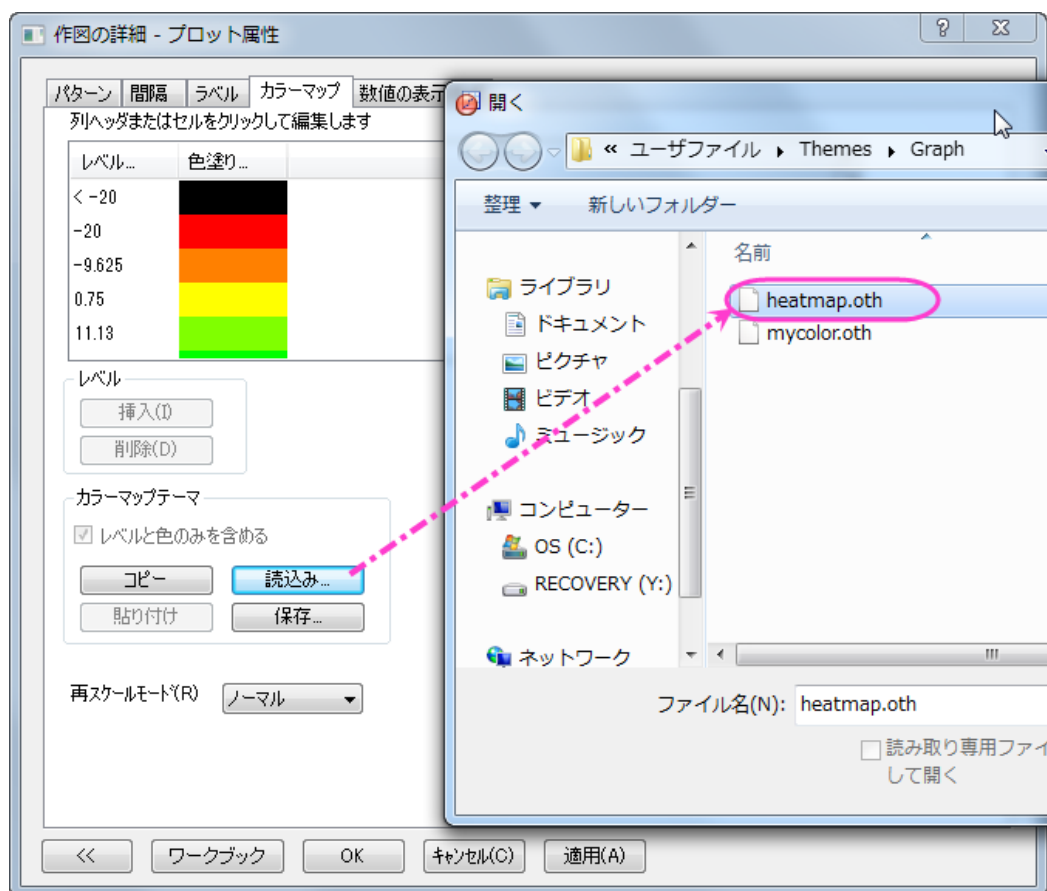 作図の詳細 - プロット属性
パターン 間隔 ラベル カラーマップ 数値の表示
列ヘッダまたはセルをクリックして編集します
レベル... 色塗り...
< -20
-20
-9.625
0.75
11.13
レベル
挿入(I)
削除(D)
カラーマップテーマ
レベルと色のみを含める
コピー 読込み...
貼り付け 保存...
再スケールモード(R) ノーマル
<< ワークブック OK キャンセル(C) 適用(A)
開く
« ユーザファイル Themes Graph
整理 新しいフォルダー
名前
heatmap.oth
mycolor.oth
ライブラリ
ドキュメント
ピクチャ
ビデオ
ミュージック
コンピューター
OS (C:)
RECOVERY (Y:)
ネットワーク
ファイル名(N): heatmap.oth
読み取り専用ファイ
して開く